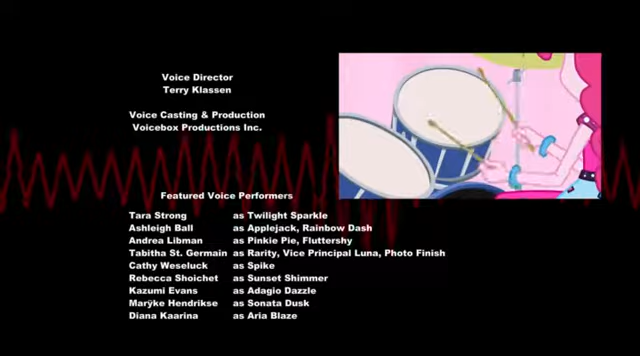 Voice Director
Terry Klassen
Voice Casting & Production
Voicebox Productions Inc.
Featured Voice Performers
Tara Strong as Twilight Sparkle
Ashleigh Ball as Applejack, Rainbow Dash
Andrea Libman as Pinkie Pie, Fluttershy
Tabitha St. Germain as Rarity, Vice Principal Luna, Photo Finish
Cathy Weseluck as Spike
Rebecca Shoichet as Sunset Shimmer
Kazumi Evans as Adagio Dazzle
Marÿke Hendrikse as Sonata Dusk
Diana Kaarina as Aria Blaze